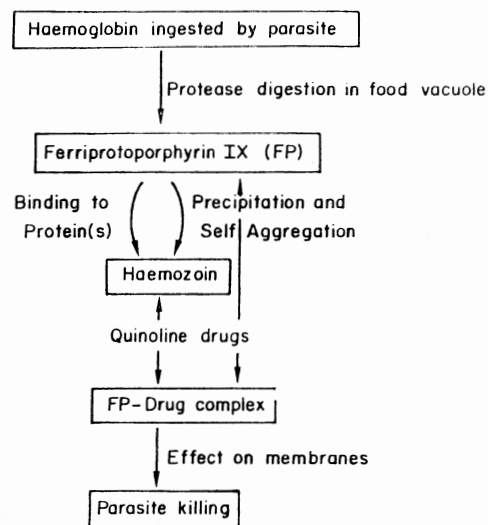 Haemoglobin ingested by parasite
Protease digestion in food vacuole
Ferriprotoporphyrin IX (FP)
Binding to
Protein(s)
Precipitation and
Self Aggregation
Haemozoin
Quinoline drugs
FP-Drug complex
Effect on membranes
Parasite killing